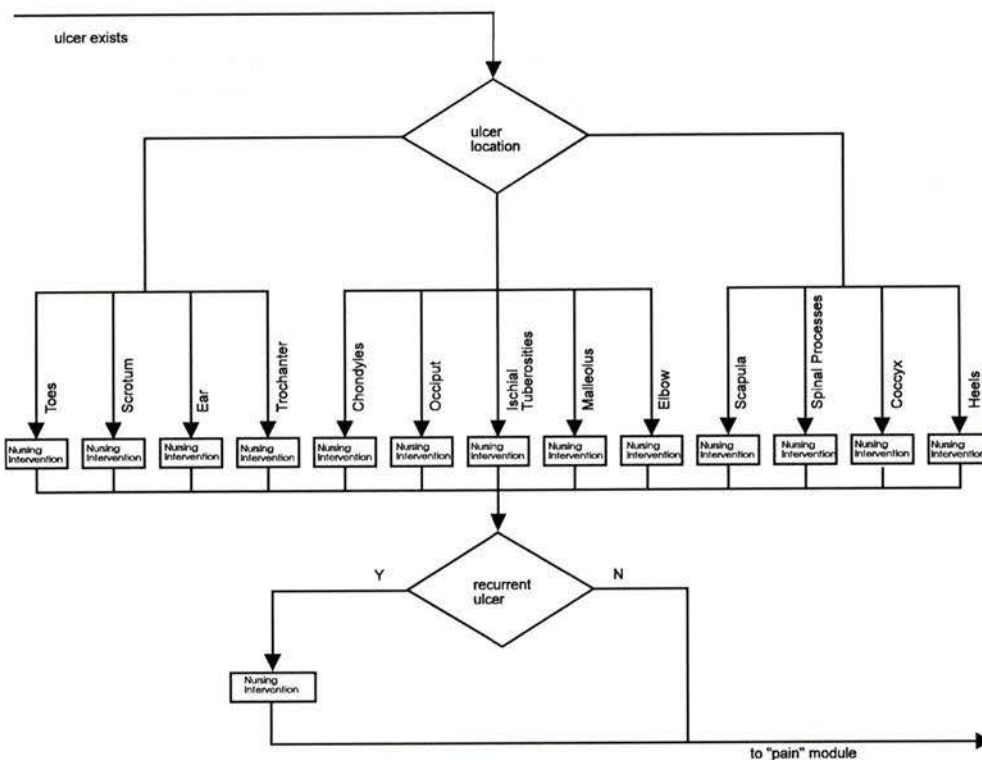 ulcer exists
ulcer
location
Toes
Scrotum
Ear
Trochanter
Chondyles
Occiput
Ischial
Tuberosities
Malleolus
Elbow
Scapula
Spinal Processes
Coccyx
Heels
Nursing
Intervention
Nursing
Intervention
Nursing
Intervention
Nursing
Intervention
Nursing
Intervention
Nursing
Intervention
Nursing
Intervention
Nursing
Intervention
Nursing
Intervention
Nursing
Intervention
Nursing
Intervention
Nursing
Intervention
Nursing
Intervention
Y
recurrent
ulcer
N
Nusing
Intervention
to "pain" module